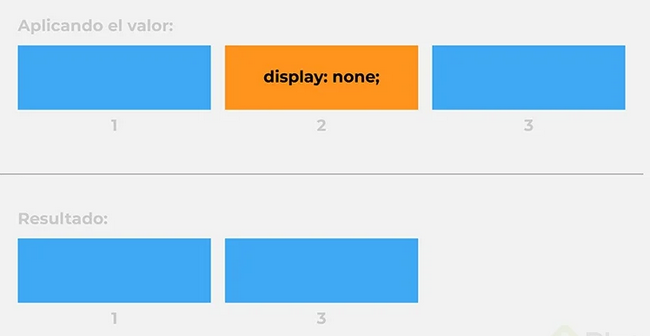 Aplicando el valor:
display: none;
1 2 3
Resultado:
1 3